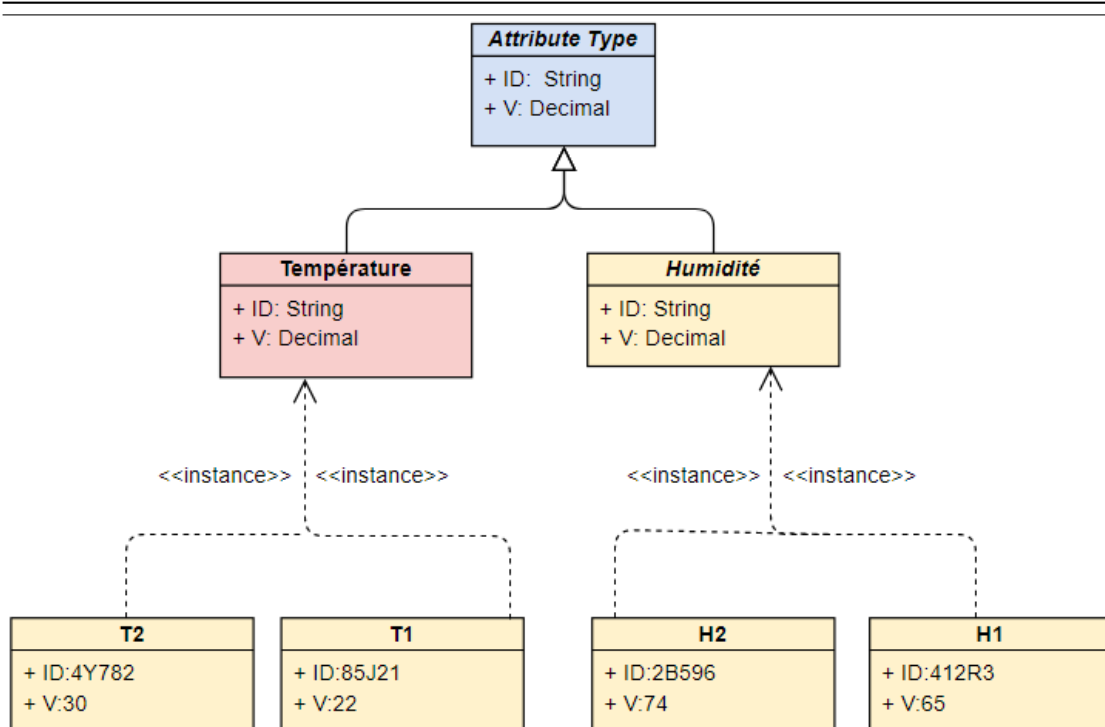 Attribute Type
+ ID: String
+ V: Decimal
Température
+ ID: String
+ V: Decimal
Humidité
+ ID: String
+ V: Decimal
<<instance>> <<instance>>
<<instance>> <<instance>>
T2
+ ID:4Y782
+ V:30
T1
+ ID:85J21
+ V:22
H2
+ ID:2B596
+ V:74
H1
+ ID:412R3
+ V:65